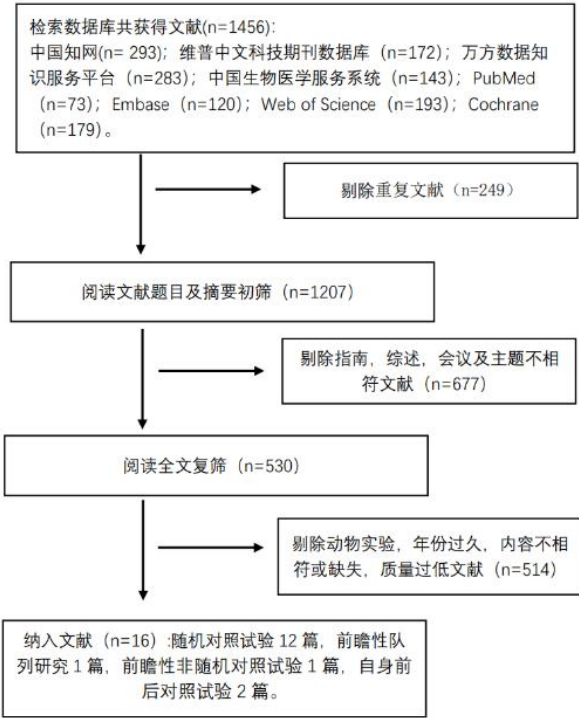 检索数据库共获得文献(n=1456):
中国知网(n= 293)；维普中文科技期刊数据库（n=172）；万方数据知
识服务平台（n=283）；中国生物医学服务系统（n=143）；PubMed
（n=73）；Embase（n=120）；Web of Science（n=193）；Cochrane
（n=179）。
剔除重复文献（n=249）
阅读文献题目及摘要初筛（n=1207）
剔除指南，综述，会议及主题不相
符文献（n=677）
阅读全文复筛（n=530）
剔除动物实验，年份过久，内容不相
符或缺失，质量过低文献（n=514）
纳入文献（n=16）:随机对照试验 12 篇，前瞻性队
列研究 1 篇，前瞻性非随机对照试验 1 篇，自身前
后对照试验 2 篇。